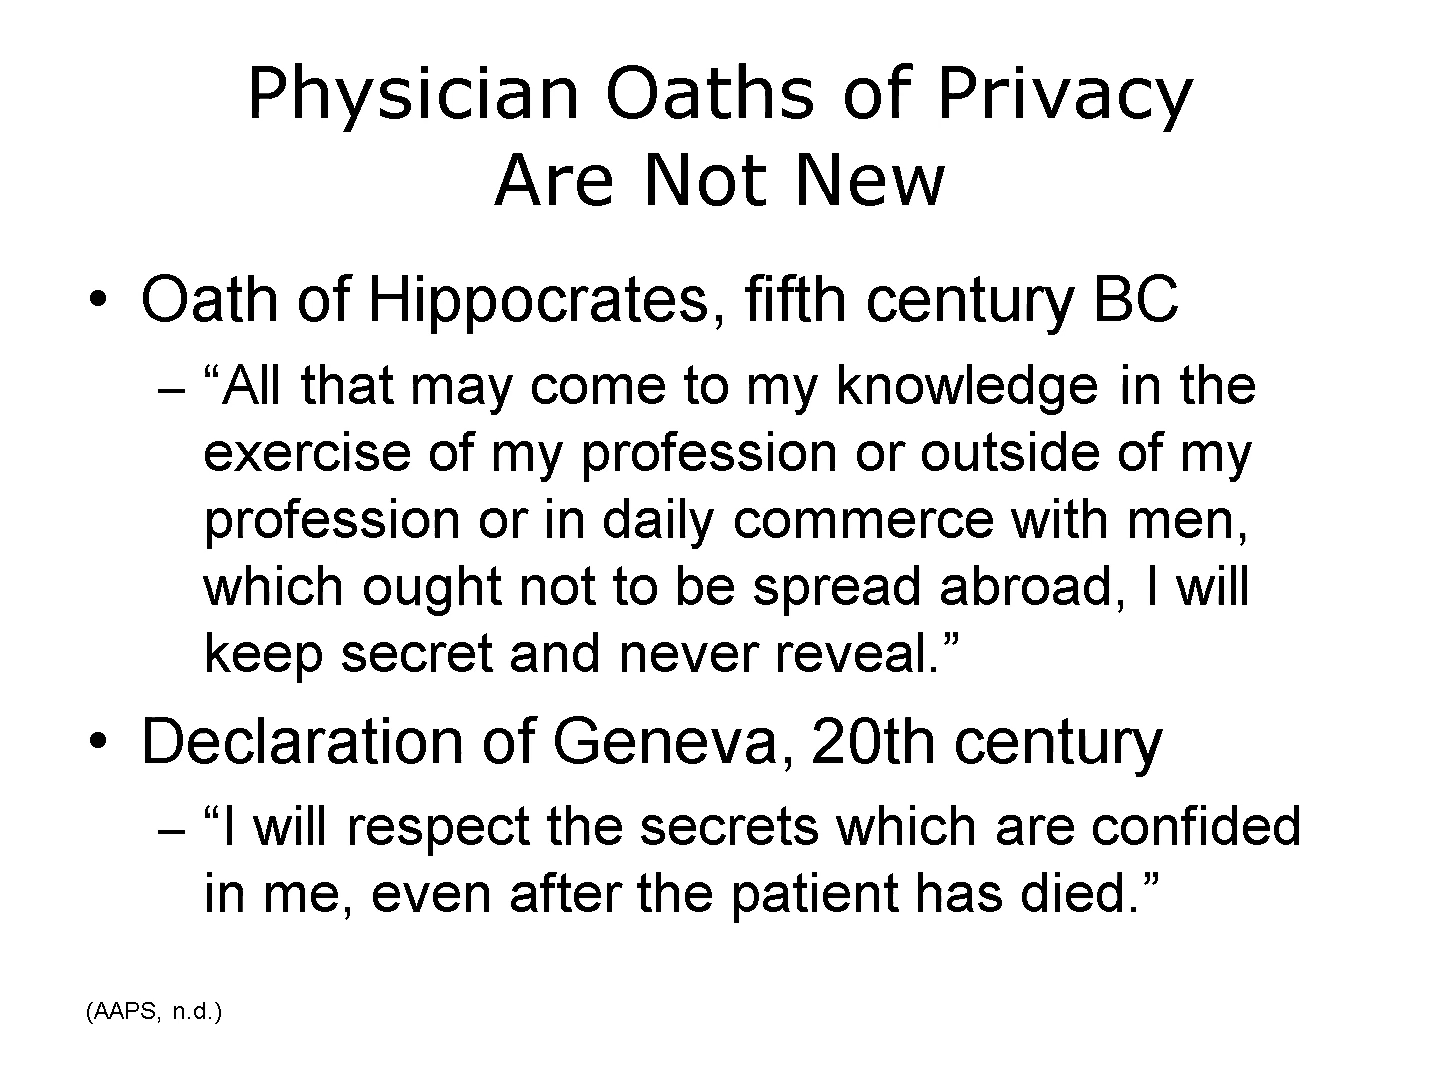 Physician Oaths of Privacy
Are Not New
• Oath of Hippocrates, fifth century BC
– “All that may come to my knowledge in the
exercise of my profession or outside of my
profession or in daily commerce with men,
which ought not to be spread abroad, I will
keep secret and never reveal.”
• Declaration of Geneva, 20th century
– “I will respect the secrets which are confided
in me, even after the patient has died.”
(AAPS, n.d.)